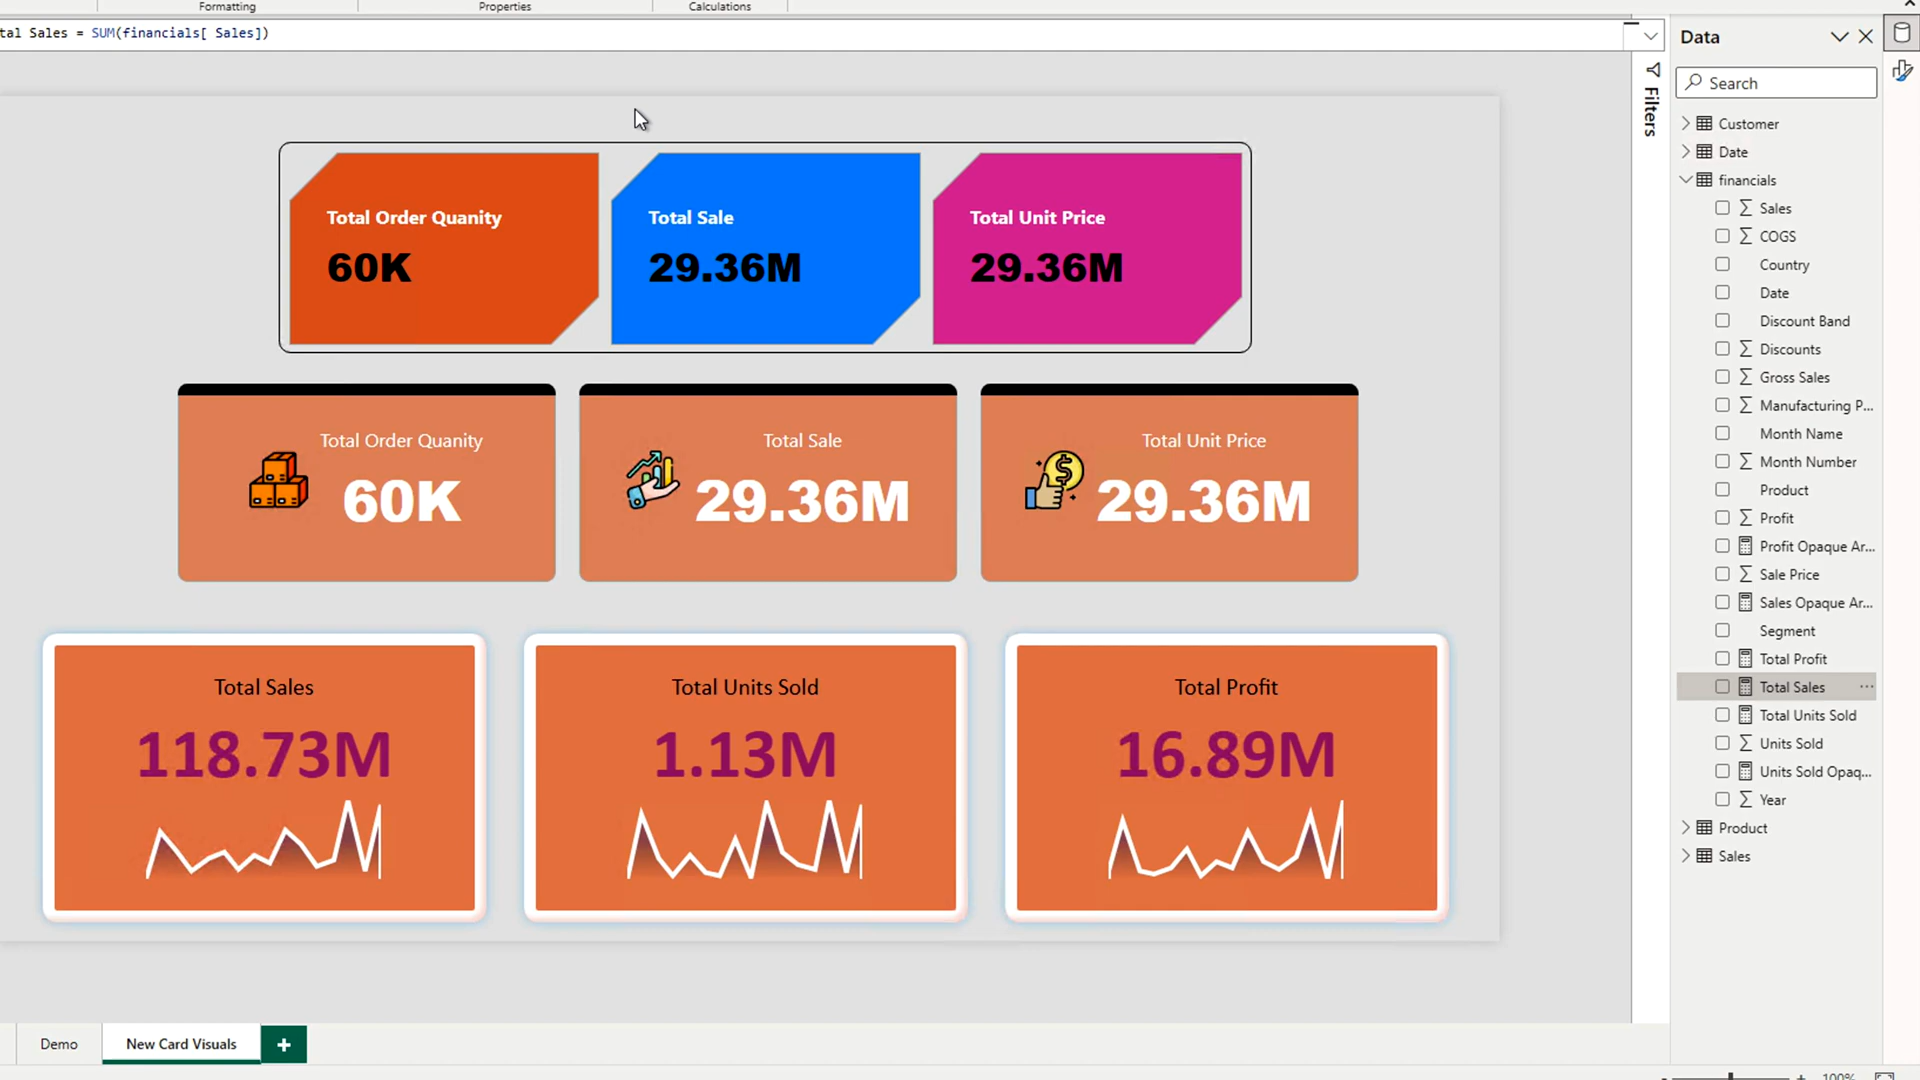 Formatting
Properties
Calculations
tal Sales = SUM(financials[ Sales])
Total Order Quanity
60K
Total Sale
29.36M
Total Unit Price
29.36M
Total Order Quanity
60K
Total Sale
29.36M
Total Unit Price
29.36M
Total Sales
118.73M
Total Units Sold
1.13M
Total Profit
16.89M
Filters
Data
Search
Customer
Date
financials
Sales
COGS
Country
Date
Discount Band
Discounts
Gross Sales
Manufacturing P...
Month Name
Month Number
Product
Profit
Profit Opaque Ar...
Sale Price
Sales Opaque Ar...
Segment
Total Profit
Total Sales
Total Units Sold
Units Sold
Units Sold Opaq...
Year
Product
Sales
Demo
New Card Visuals
100%